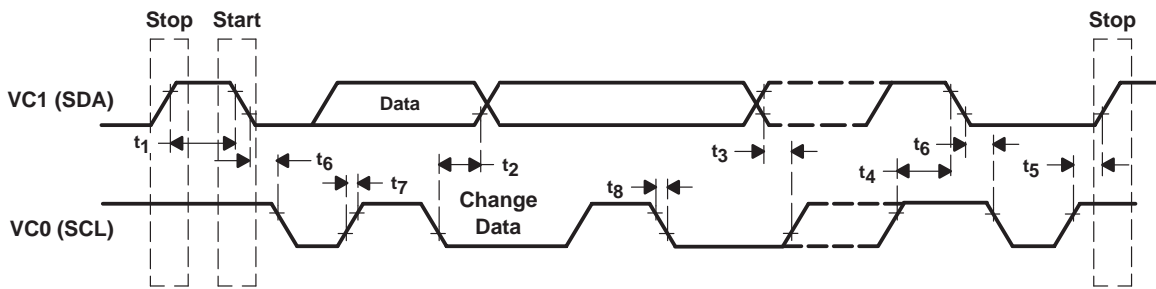 Stop Start Stop
VC1 (SDA)
Data
t1
t6
t2
t3
t6
t4
t5
t7
t8
Change
Data
VC0 (SCL)